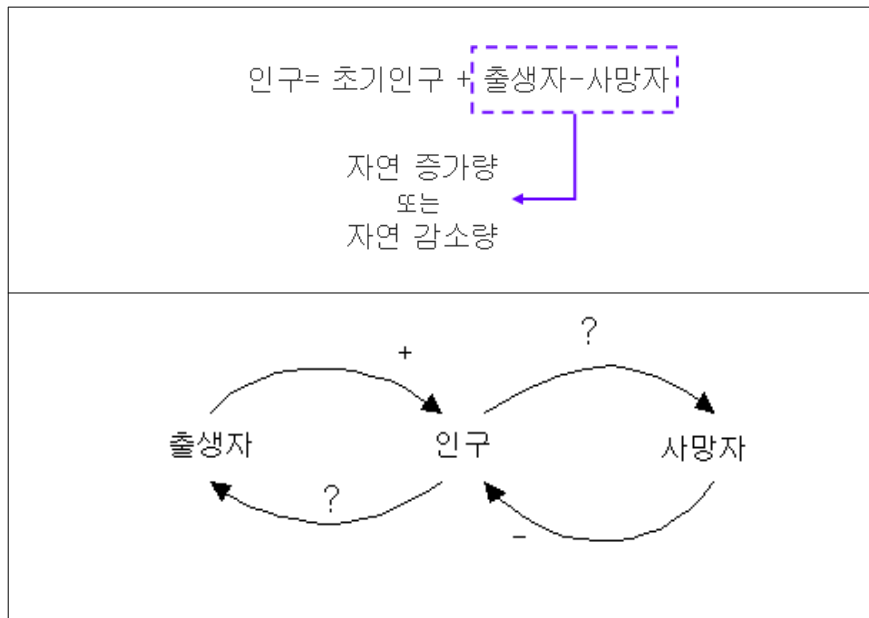 인구= 초기인구 + 출생자-사망자
자연 증가량
또는
자연 감소량
+
?
출생자
인구
사망자
?
-